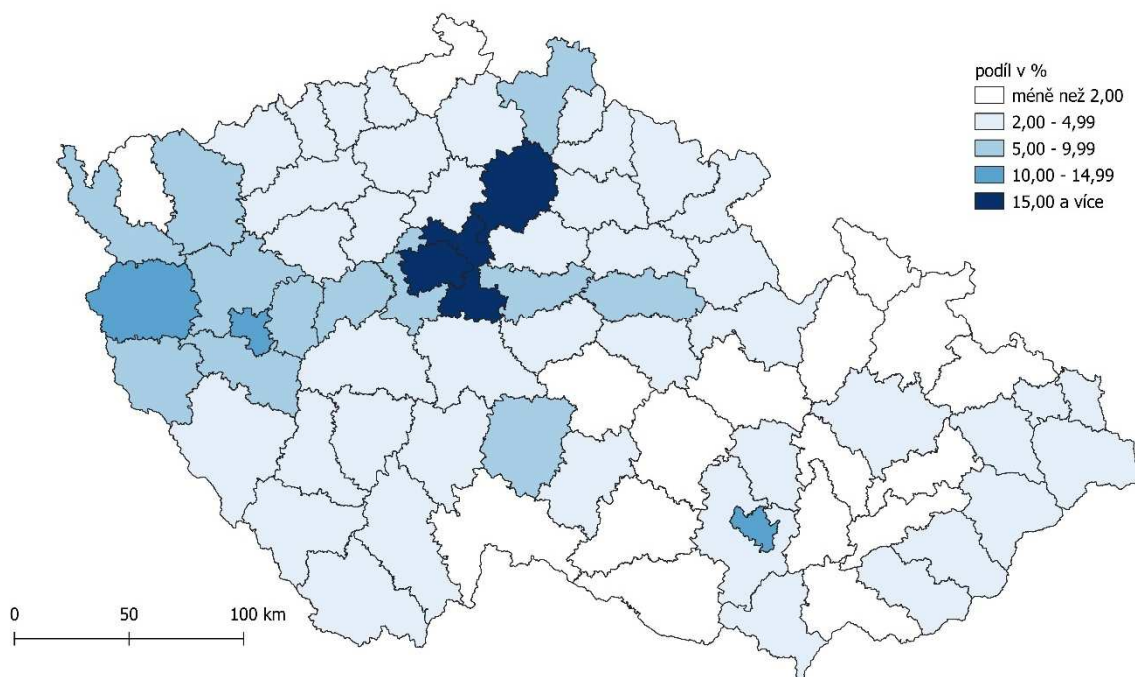 podíl v %
méně než 2,00
2,00 - 4,99
5,00 - 9,99
10,00 - 14,99
15,00 a více
0 50 100 km